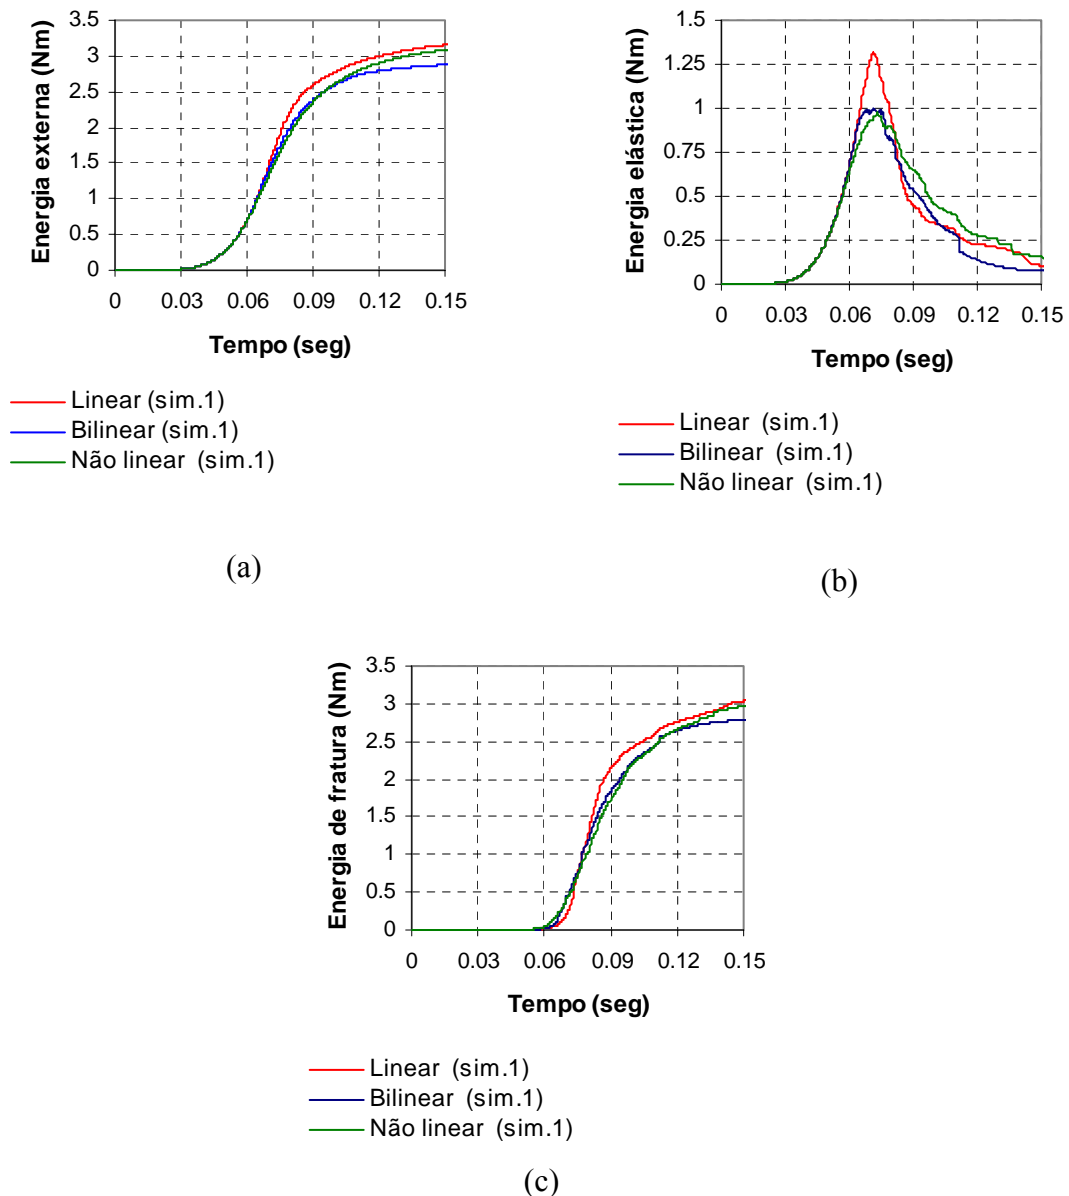 Energia externa (Nm)
3.5
3
2.5
2
1.5
1
0.5
0
0 0.03 0.06 0.09 0.12 0.15
Tempo (seg)
Linear (sim.1)
Bilinear (sim.1)
Não linear (sim.1)
(a)
Energia elástica (Nm)
1.5
1.25
1
0.75
0.5
0.25
0
0 0.03 0.06 0.09 0.12 0.15
Tempo (seg)
Linear (sim.1)
Bilinear (sim.1)
Não linear (sim.1)
(b)
Energia de fratura (Nm)
3.5
3
2.5
2
1.5
1
0.5
0
0 0.03 0.06 0.09 0.12 0.15
Tempo (seg)
Linear (sim.1)
Bilinear (sim.1)
Não linear (sim.1)
(c)